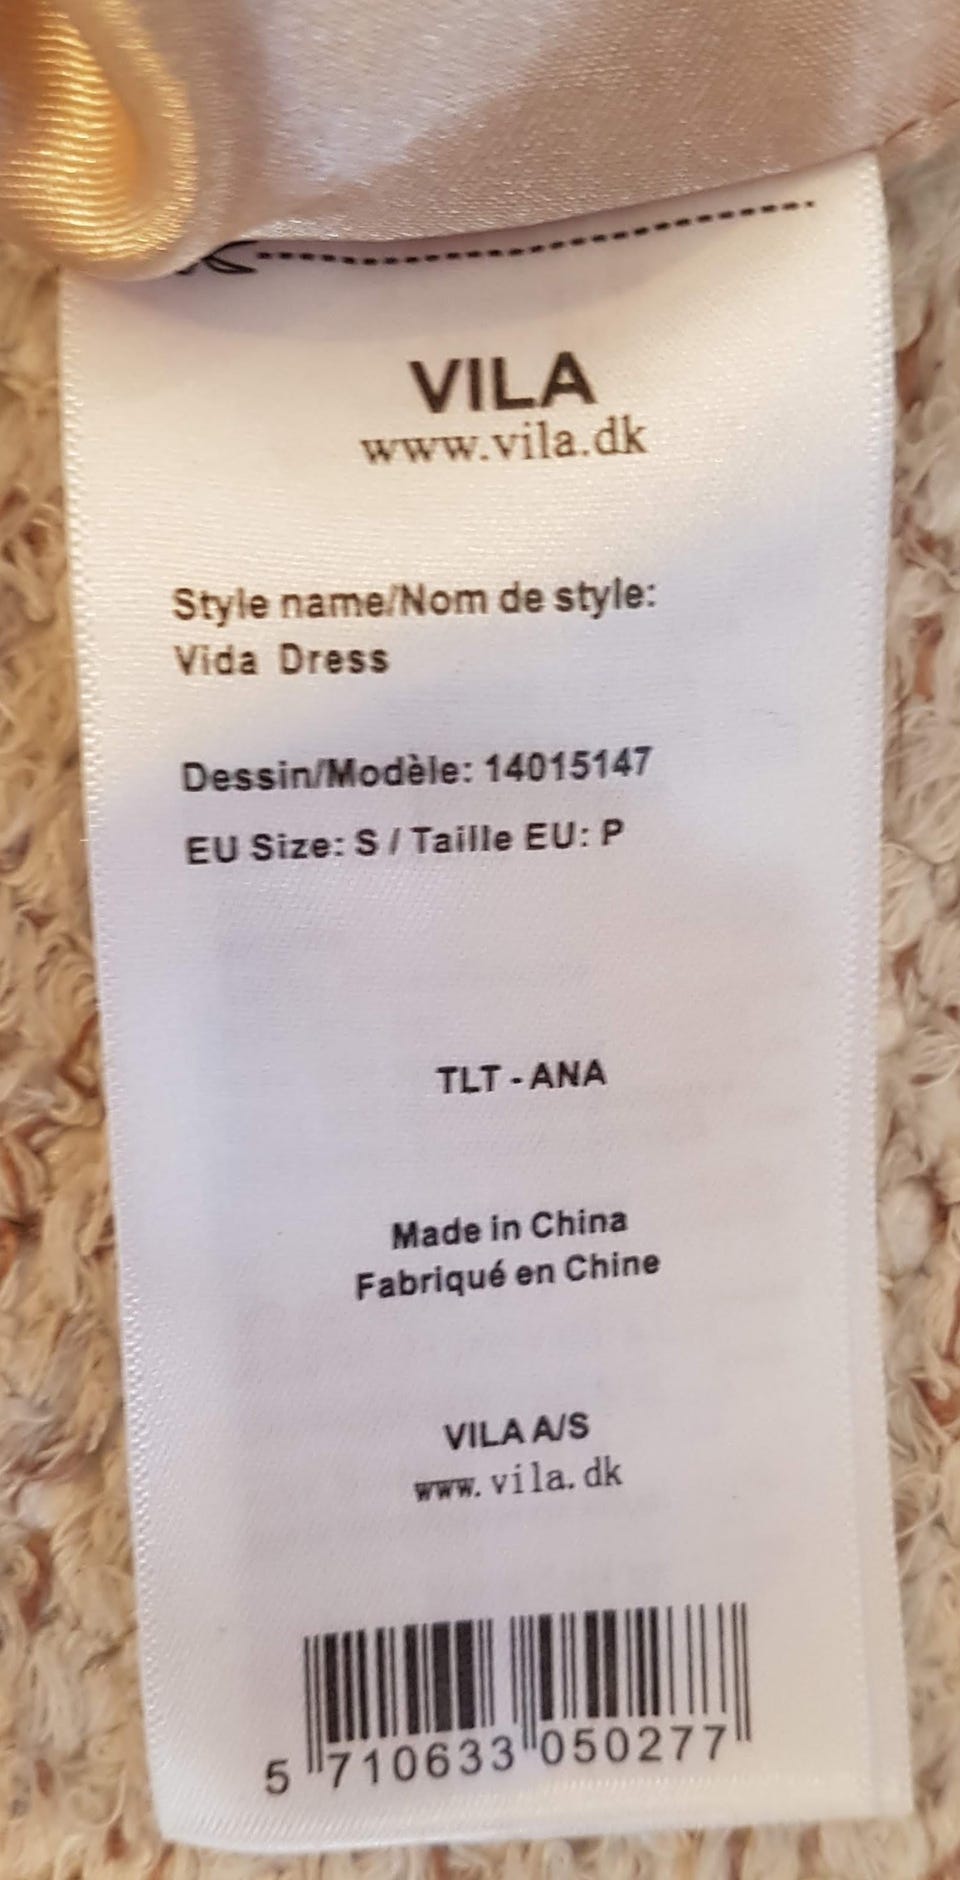 VILA
www.vila.dk
Style name/Nom de style:
Vida Dress
Dessin/Modèle: 14015147
EU Size: S / Taille EU: P
TLT - ANA
Made in China
Fabriqué en Chine
VILA A/S
www.vila.dk
5 710633 050277